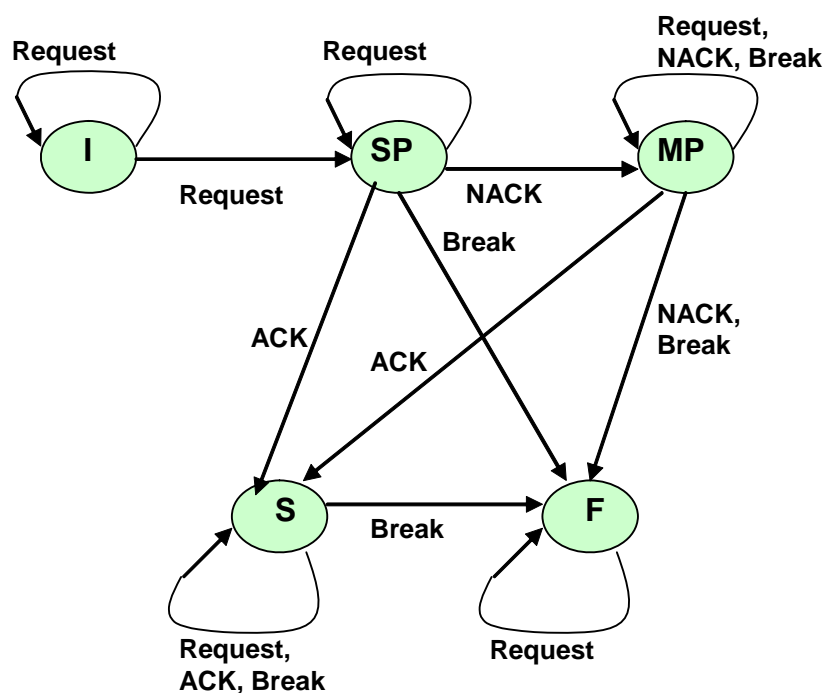 Request
Request
Request,
NACK, Break
I
SP
MP
Request
NACK
Break
NACK,
Break
ACK
ACK
S
F
Break
Request,
ACK, Break
Request